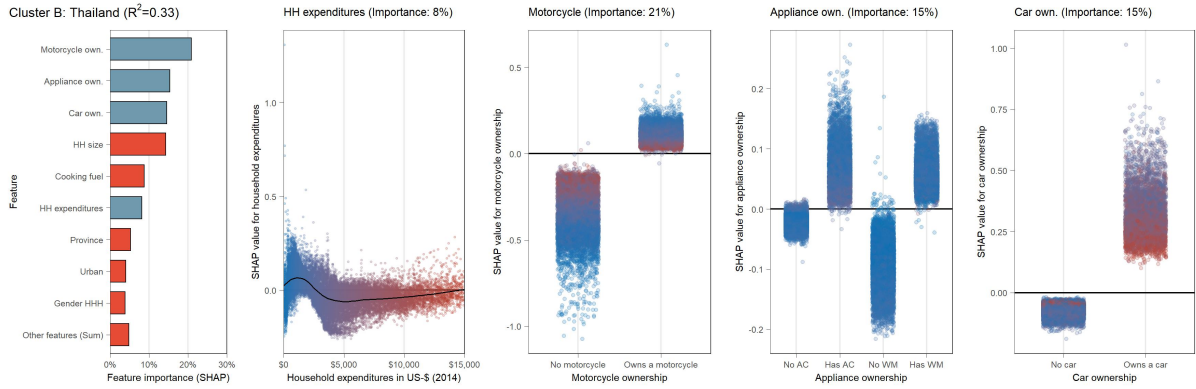 Cluster B: Thailand (R²=0.33)
Feature
Motorcycle own.
Appliance own.
Car own.
HH size
Cooking fuel
HH expenditures
Province
Urban
Gender HHH
Other features (Sum)
0% 10% 20% 30%
Feature importance (SHAP)
HH expenditures (Importance: 8%)
SHAP value for household expenditures
1.0
0.5
0.0
$0 $5,000 $10,000 $15,000
Household expenditures in US-$ (2014)
Motorcycle (Importance: 21%)
SHAP value for motorcycle ownership
0.5
0.0
-0.5
-1.0
No motorcycle Owns a motorcycle
Motorcycle ownership
Appliance own. (Importance: 15%)
SHAP value for appliance ownership
0.2
0.1
0.0
-0.1
-0.2
No AC Has AC No WM Has WM
Appliance ownership
Car own. (Importance: 15%)
SHAP value for car ownership
1.00
0.75
0.50
0.25
0.00
No car Owns a car
Car ownership